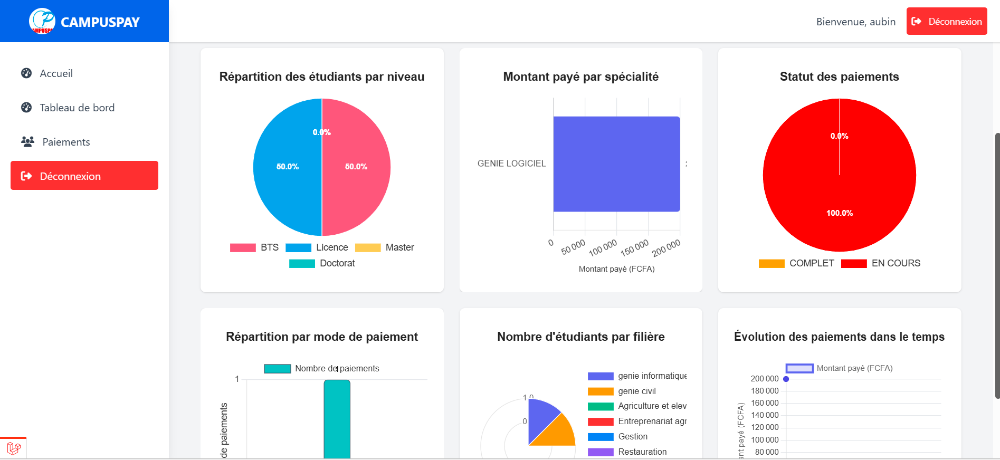 CAMPUSPAY
Bienvenue, aubin
Déconnexion
Accueil
Tableau de bord
Paiements
Déconnexion
Répartition des étudiants par niveau
0.0%
50.0%
50.0%
BTS
Licence
Master
Doctorat
Montant payé par spécialité
GENIE LOGICIEL
0
50 000
100 000
150 000
200 000
Montant payé (FCFA)
Statut des paiements
0.0%
100.0%
COMPLET
EN COURS
Répartition par mode de paiement
Nombre de paiements
1
1
de paiements
Nombre d'étudiants par filière
1.0
0
genie informatique
genie civil
Agriculture et elev
Entreprenariat agr
Gestion
Restauration
Évolution des paiements dans le temps
Montant payé (FCFA)
200 000
180 000
160 000
140 000
120 000
100 000
80 000
ant payé (FCFA)